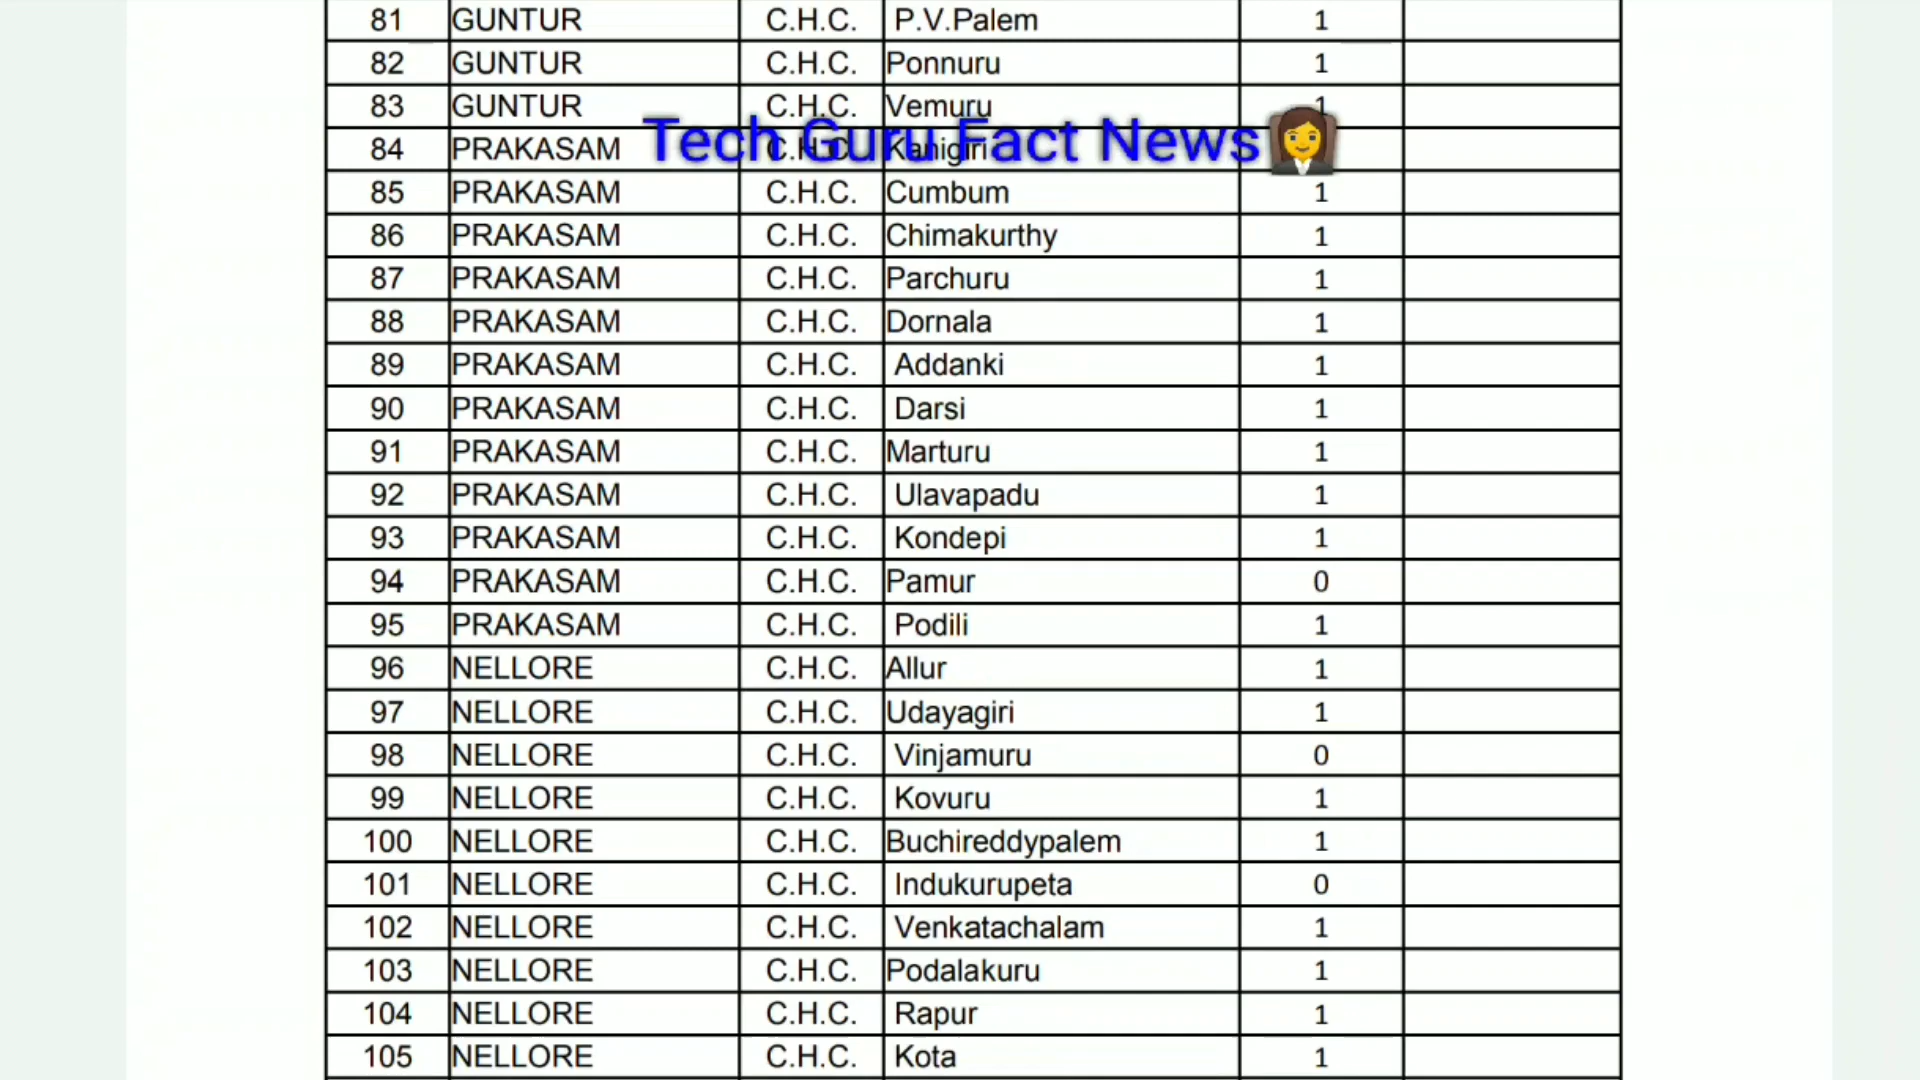 81 GUNTUR C.H.C. P.V.Palem 1
82 GUNTUR C.H.C. Ponnuru 1
83 GUNTUR C.H.C. Vemuru 1
Tech Guru Fact News
84 PRAKASAM C.H.C. Kanigiri
85 PRAKASAM C.H.C. Cumbum 1
86 PRAKASAM C.H.C. Chimakurthy 1
87 PRAKASAM C.H.C. Parchuru 1
88 PRAKASAM C.H.C. Dornala 1
89 PRAKASAM C.H.C. Addanki 1
90 PRAKASAM C.H.C. Darsi 1
91 PRAKASAM C.H.C. Marturu 1
92 PRAKASAM C.H.C. Ulavapadu 1
93 PRAKASAM C.H.C. Kondepi 1
94 PRAKASAM C.H.C. Pamur 0
95 PRAKASAM C.H.C. Podili 1
96 NELLORE C.H.C. Allur 1
97 NELLORE C.H.C. Udayagiri 1
98 NELLORE C.H.C. Vinjamuru 0
99 NELLORE C.H.C. Kovuru 1
100 NELLORE C.H.C. Buchireddypalem 1
101 NELLORE C.H.C. Indukurupeta 0
102 NELLORE C.H.C. Venkatachalam 1
103 NELLORE C.H.C. Podalakuru 1
104 NELLORE C.H.C. Rapur 1
105 NELLORE C.H.C. Kota 1